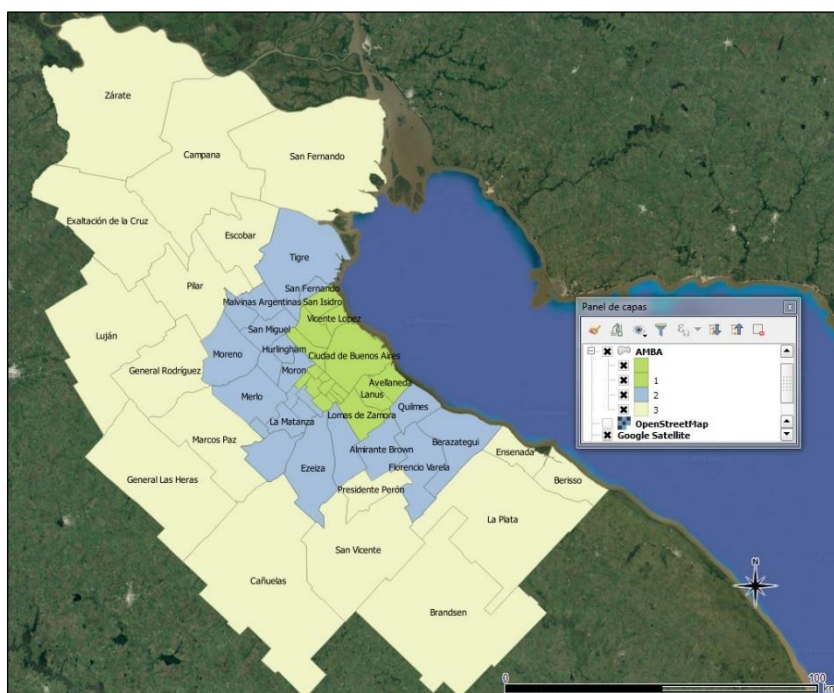 Zárate
Campana
San Fernando
Exaltación de la Cruz
Escobar
Tigre
Pilar
San Fernando
Malvinas Argentinas
San Isidro
Vicente Lopez
Luján
San Miguel
Hurlingham
Ciudad de Buenos Aires
Moreno
General Rodríguez
Moron
Avellaneda
Lanus
Merlo
Quilmes
Lomas de Zamora
La Matanza
Marcos Paz
Berazategui
Almirante Brown
Ensenada
General Las Heras
Ezeiza
Florencio Varela
Berisso
Presidente Perón
La Plata
San Vicente
Cañuelas
Brandsen
Panel de capas
AMBA
1
2
3
OpenStreetMap
Google Satellite
N
0
100